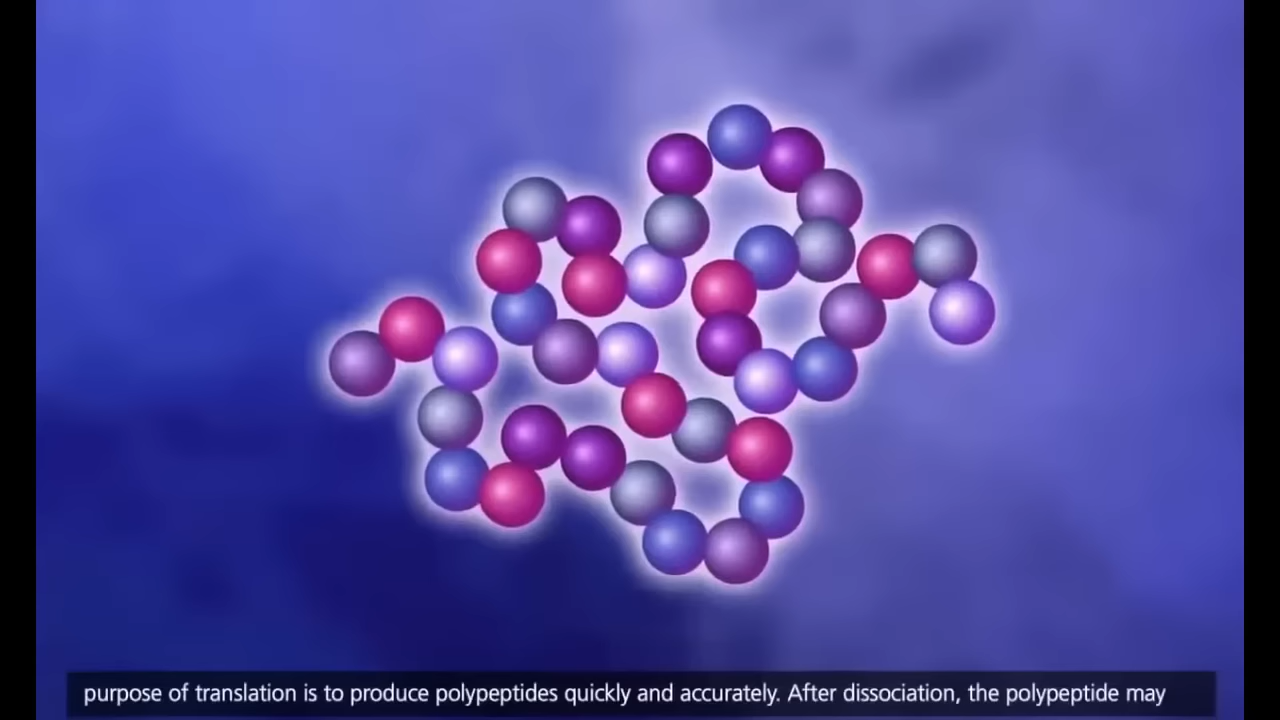 purpose of translation is to produce polypeptides quickly and accurately. After dissociation, the polypeptide may